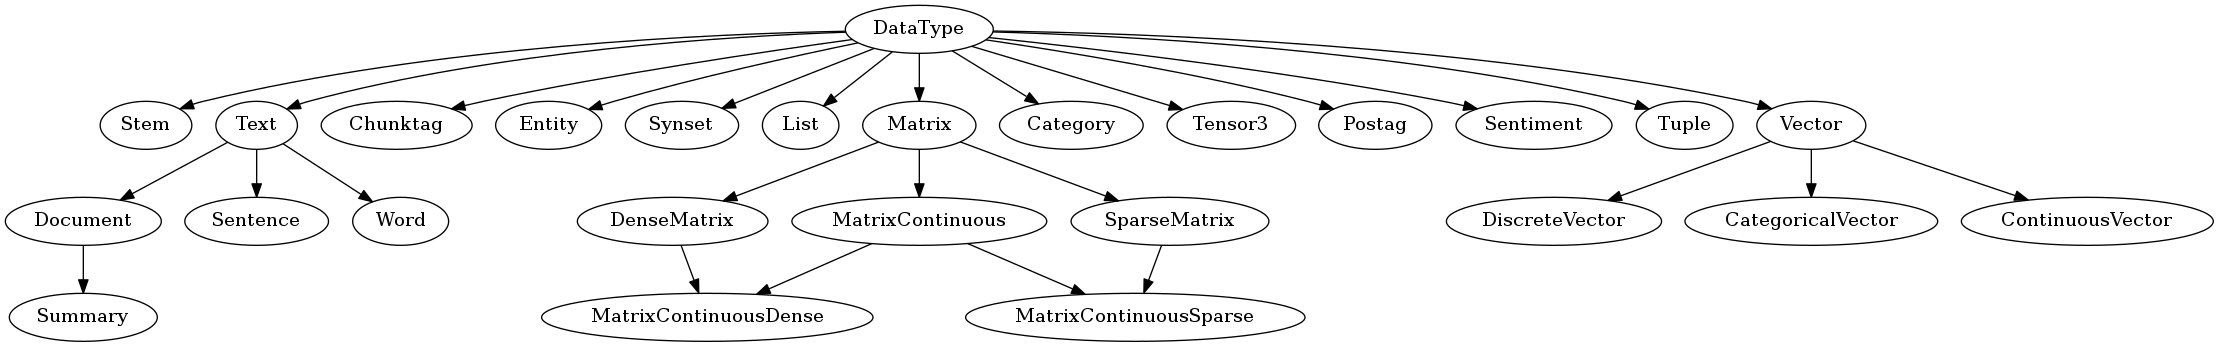 DataType
Stem Text Chunktag Entity Synset List Matrix Category Tensor3 Postag Sentiment Tuple Vector
Document Sentence Word DenseMatrix MatrixContinuous SparseMatrix DiscreteVector CategoricalVector ContinuousVector
Summary MatrixContinuousDense MatrixContinuousSparse